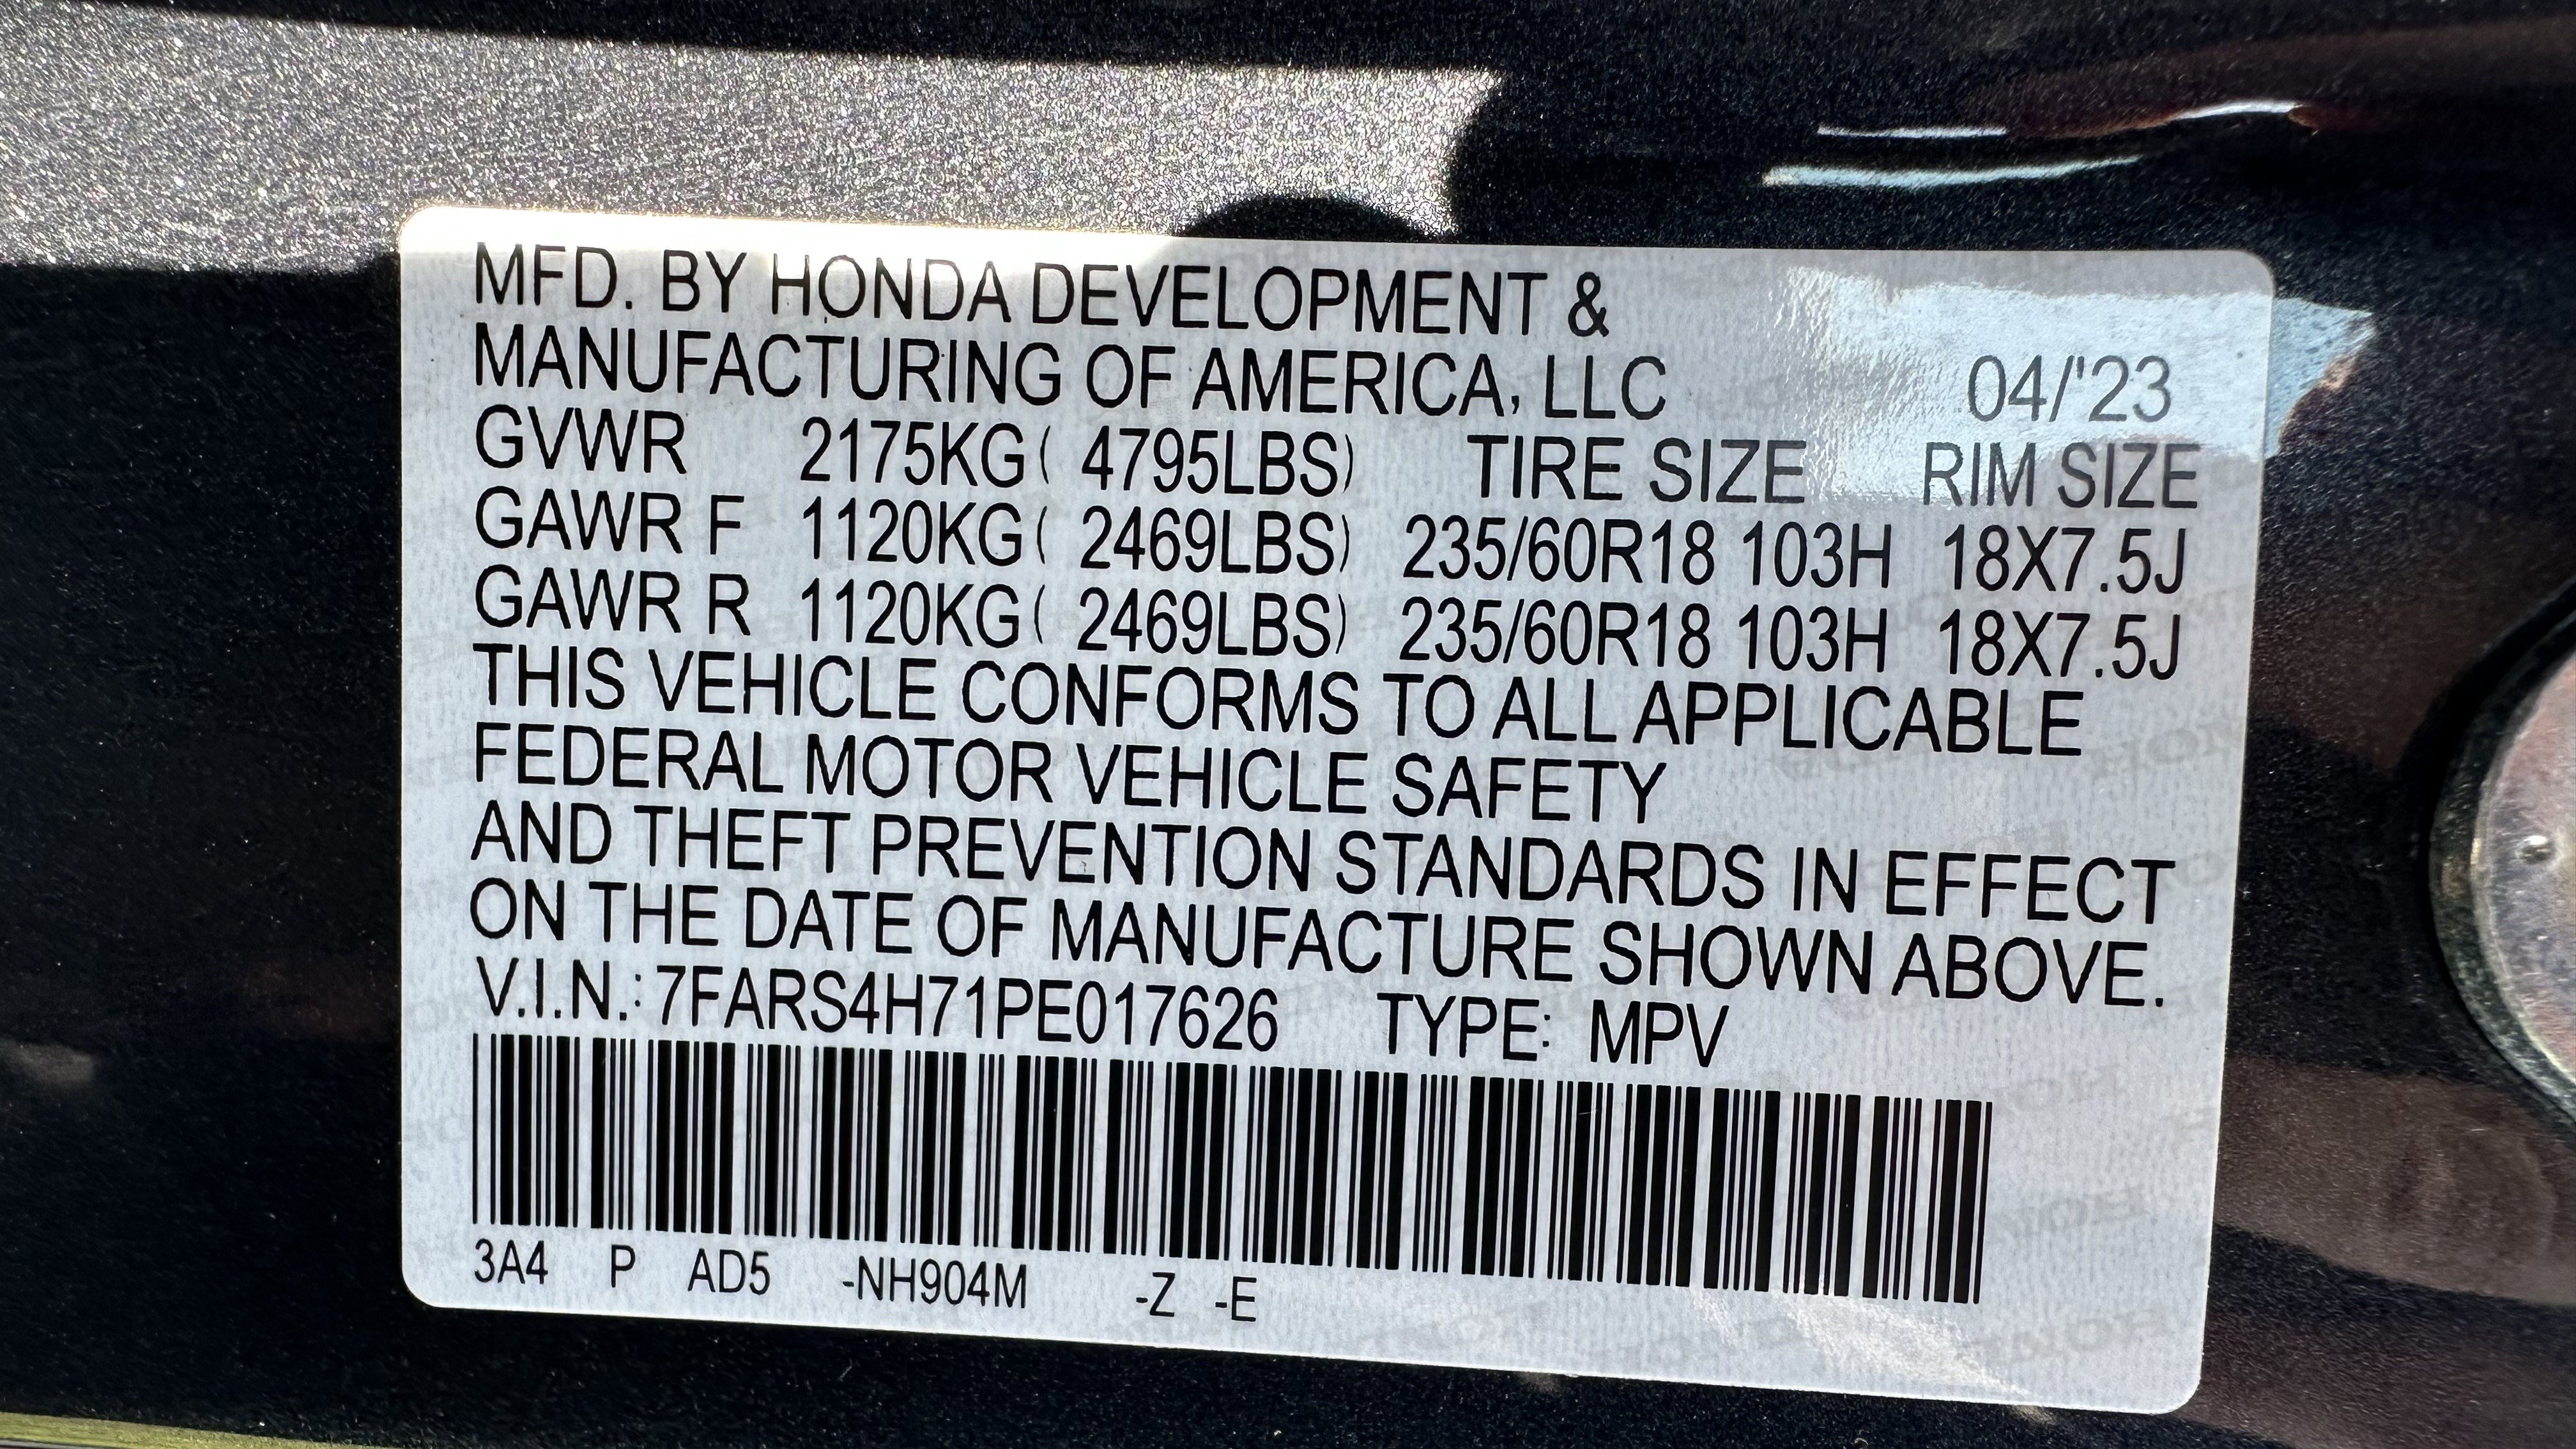 MFD. BY HONDA DEVELOPMENT &
MANUFACTURING OF AMERICA, LLC 04/'23
GVWR 2175KG( 4795LBS) TIRE SIZE RIM SIZE
GAWR F 1120KG( 2469LBS) 235/60R18 103H 18X7.5J
GAWR R 1120KG( 2469LBS) 235/60R18 103H 18X7.5J
THIS VEHICLE CONFORMS TO ALL APPLICABLE
FEDERAL MOTOR VEHICLE SAFETY
AND THEFT PREVENTION STANDARDS IN EFFECT
ON THE DATE OF MANUFACTURE SHOWN ABOVE.
V.I.N.: 7FARS4H71PE017626 TYPE: MPV
3A4 P AD5 -NH904M -Z -E